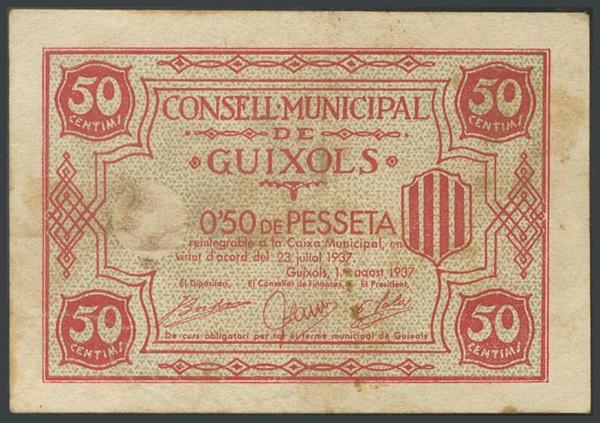 50 CENTIMS
50 CENTIMS
CONSELL·MUNICIPAL
DE
GUIXOLS
0'50 DE PESSETA
reintegrable a la Caixa Municipal, en
virtut d'acord del 23 juliol 1937.
Guixols, 1.er agost 1937
El Dipositari, El Conseller de Finances, El President,
50 CENTIMS
50 CENTIMS
De curs obligatori per tot el terme municipal de Guixols